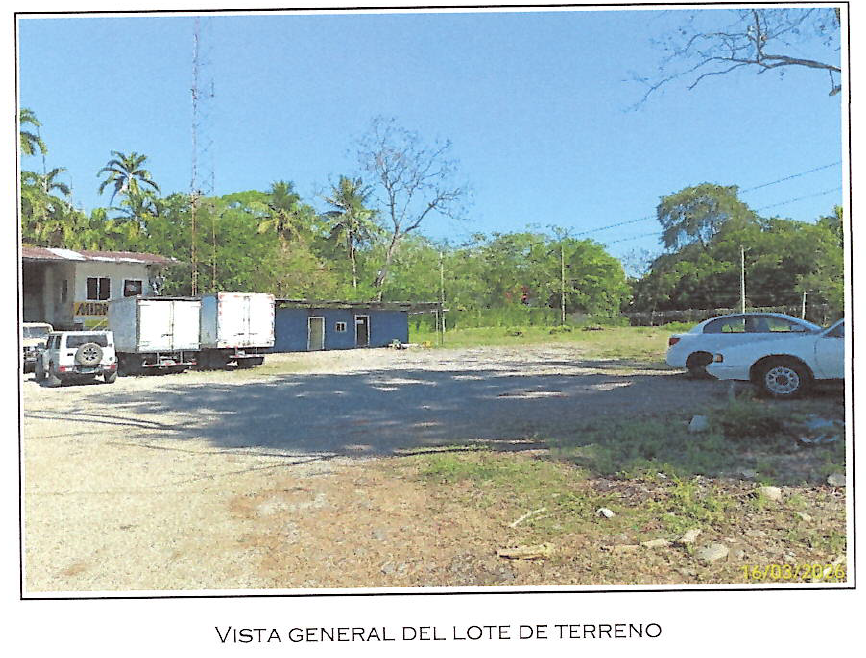 16/03/2026
VISTA GENERAL DEL LOTE DE TERRENO